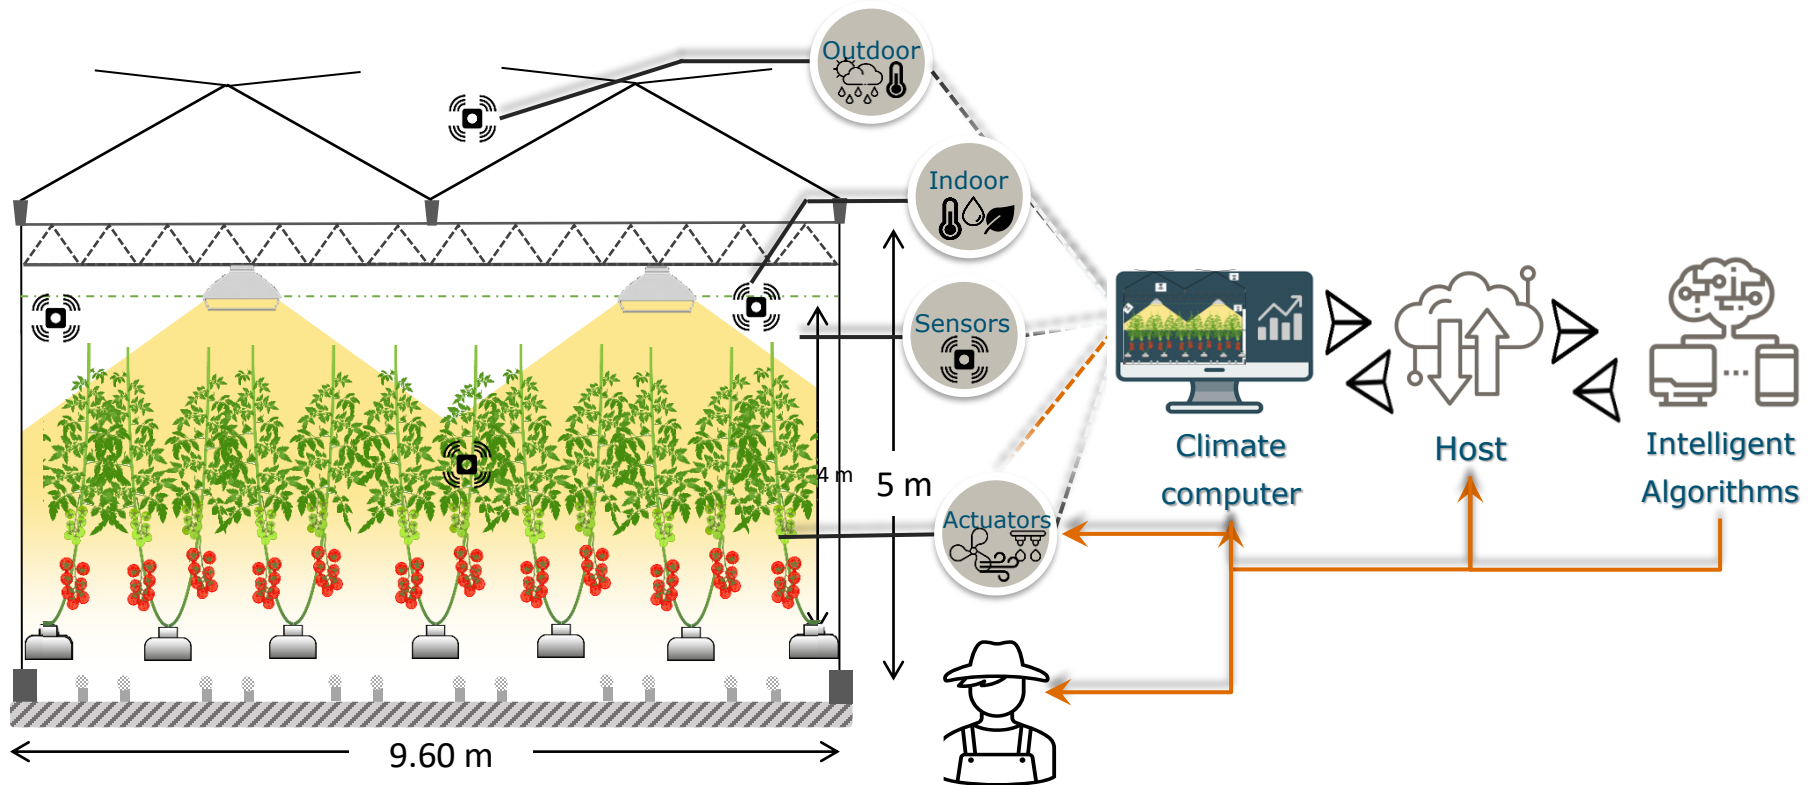 Outdoor
Indoor
Sensors
Actuators
4 m
5 m
9.60 m
Climate
computer
Host
Intelligent
Algorithms